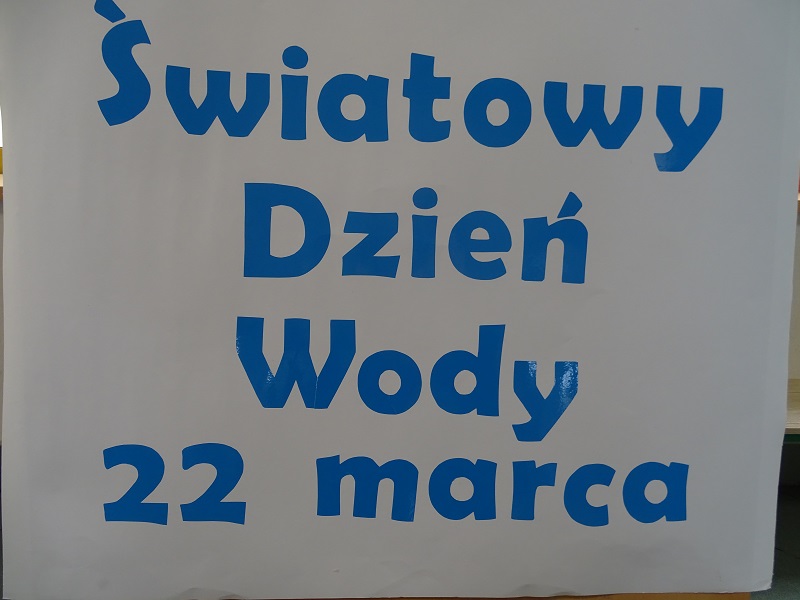 Światowy
Dzień
Wody
22 marca